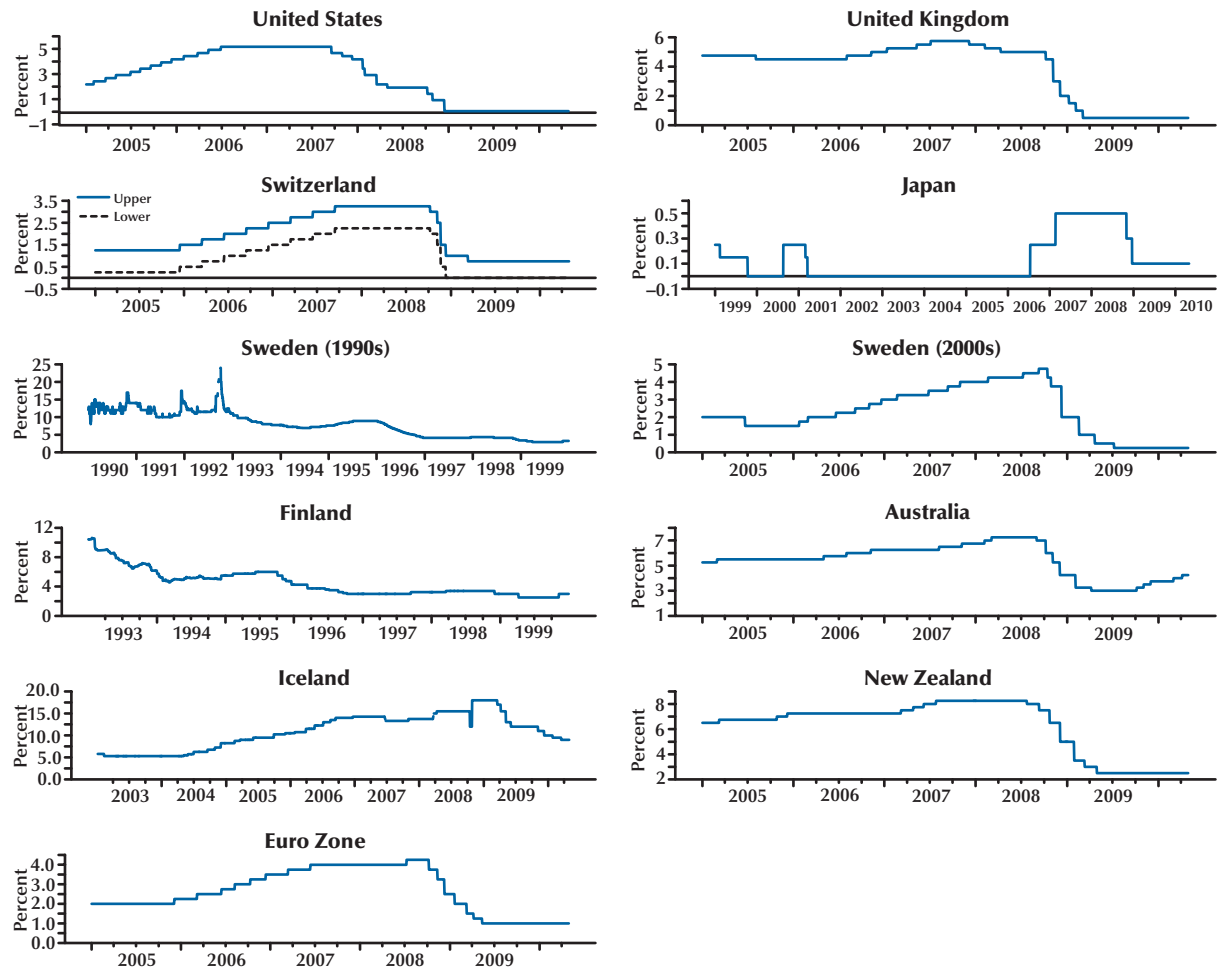 United States
Percent
5
3
1
–1
2005 2006 2007 2008 2009
United Kingdom
Percent
6
4
2
0
2005 2006 2007 2008 2009
Switzerland
Upper
Lower
Percent
3.5
2.5
1.5
0.5
–0.5
2005 2006 2007 2008 2009
Japan
Percent
0.5
0.3
0.1
–0.1
1999 2000 2001 2002 2003 2004 2005 2006 2007 2008 2009 2010
Sweden (1990s)
Percent
25
20
15
10
5
0
1990 1991 1992 1993 1994 1995 1996 1997 1998 1999
Sweden (2000s)
Percent
5
4
3
2
1
0
2005 2006 2007 2008 2009
Finland
Percent
12
8
4
0
1993 1994 1995 1996 1997 1998 1999
Australia
Percent
7
5
3
1
2005 2006 2007 2008 2009
Iceland
Percent
20.0
15.0
10.0
5.0
0.0
2003 2004 2005 2006 2007 2008 2009
New Zealand
Percent
8
6
4
2
2005 2006 2007 2008 2009
Euro Zone
Percent
4.0
3.0
2.0
1.0
0.0
2005 2006 2007 2008 2009